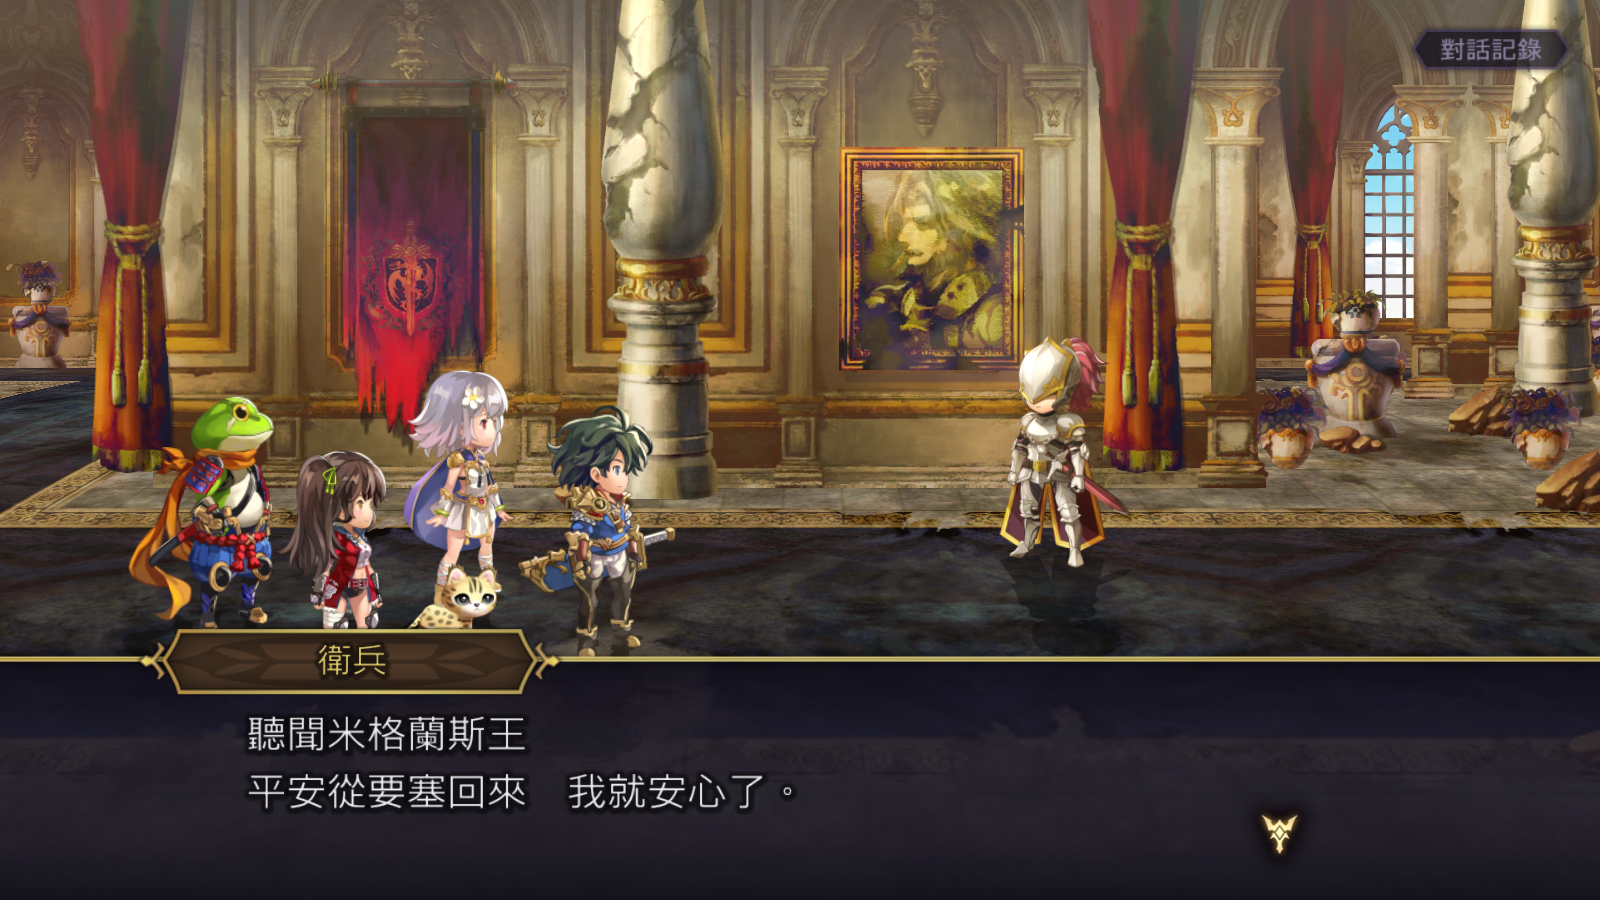 對話記錄
衛兵
聽聞米格蘭斯王
平安從要塞回來　我就安心了。